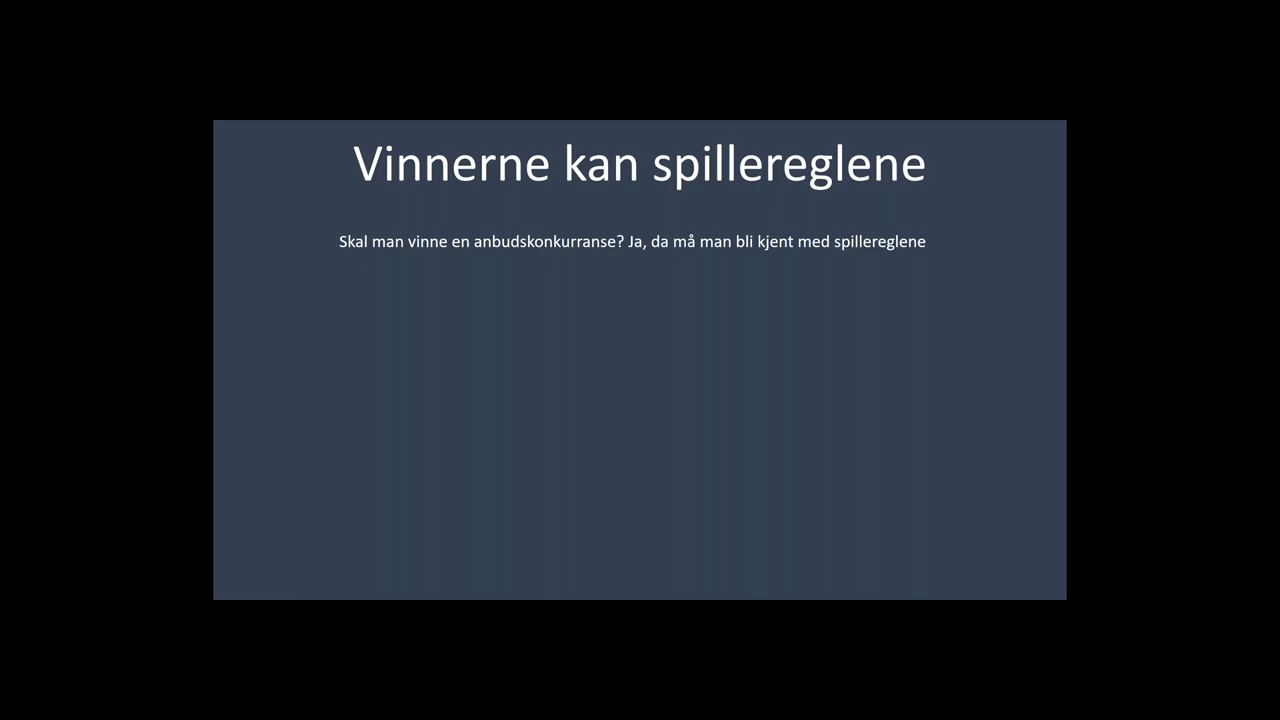 Vinnerne kan spillereglene
Skal man vinne en anbudskonkurranse? Ja, da må man bli kjent med spillereglene